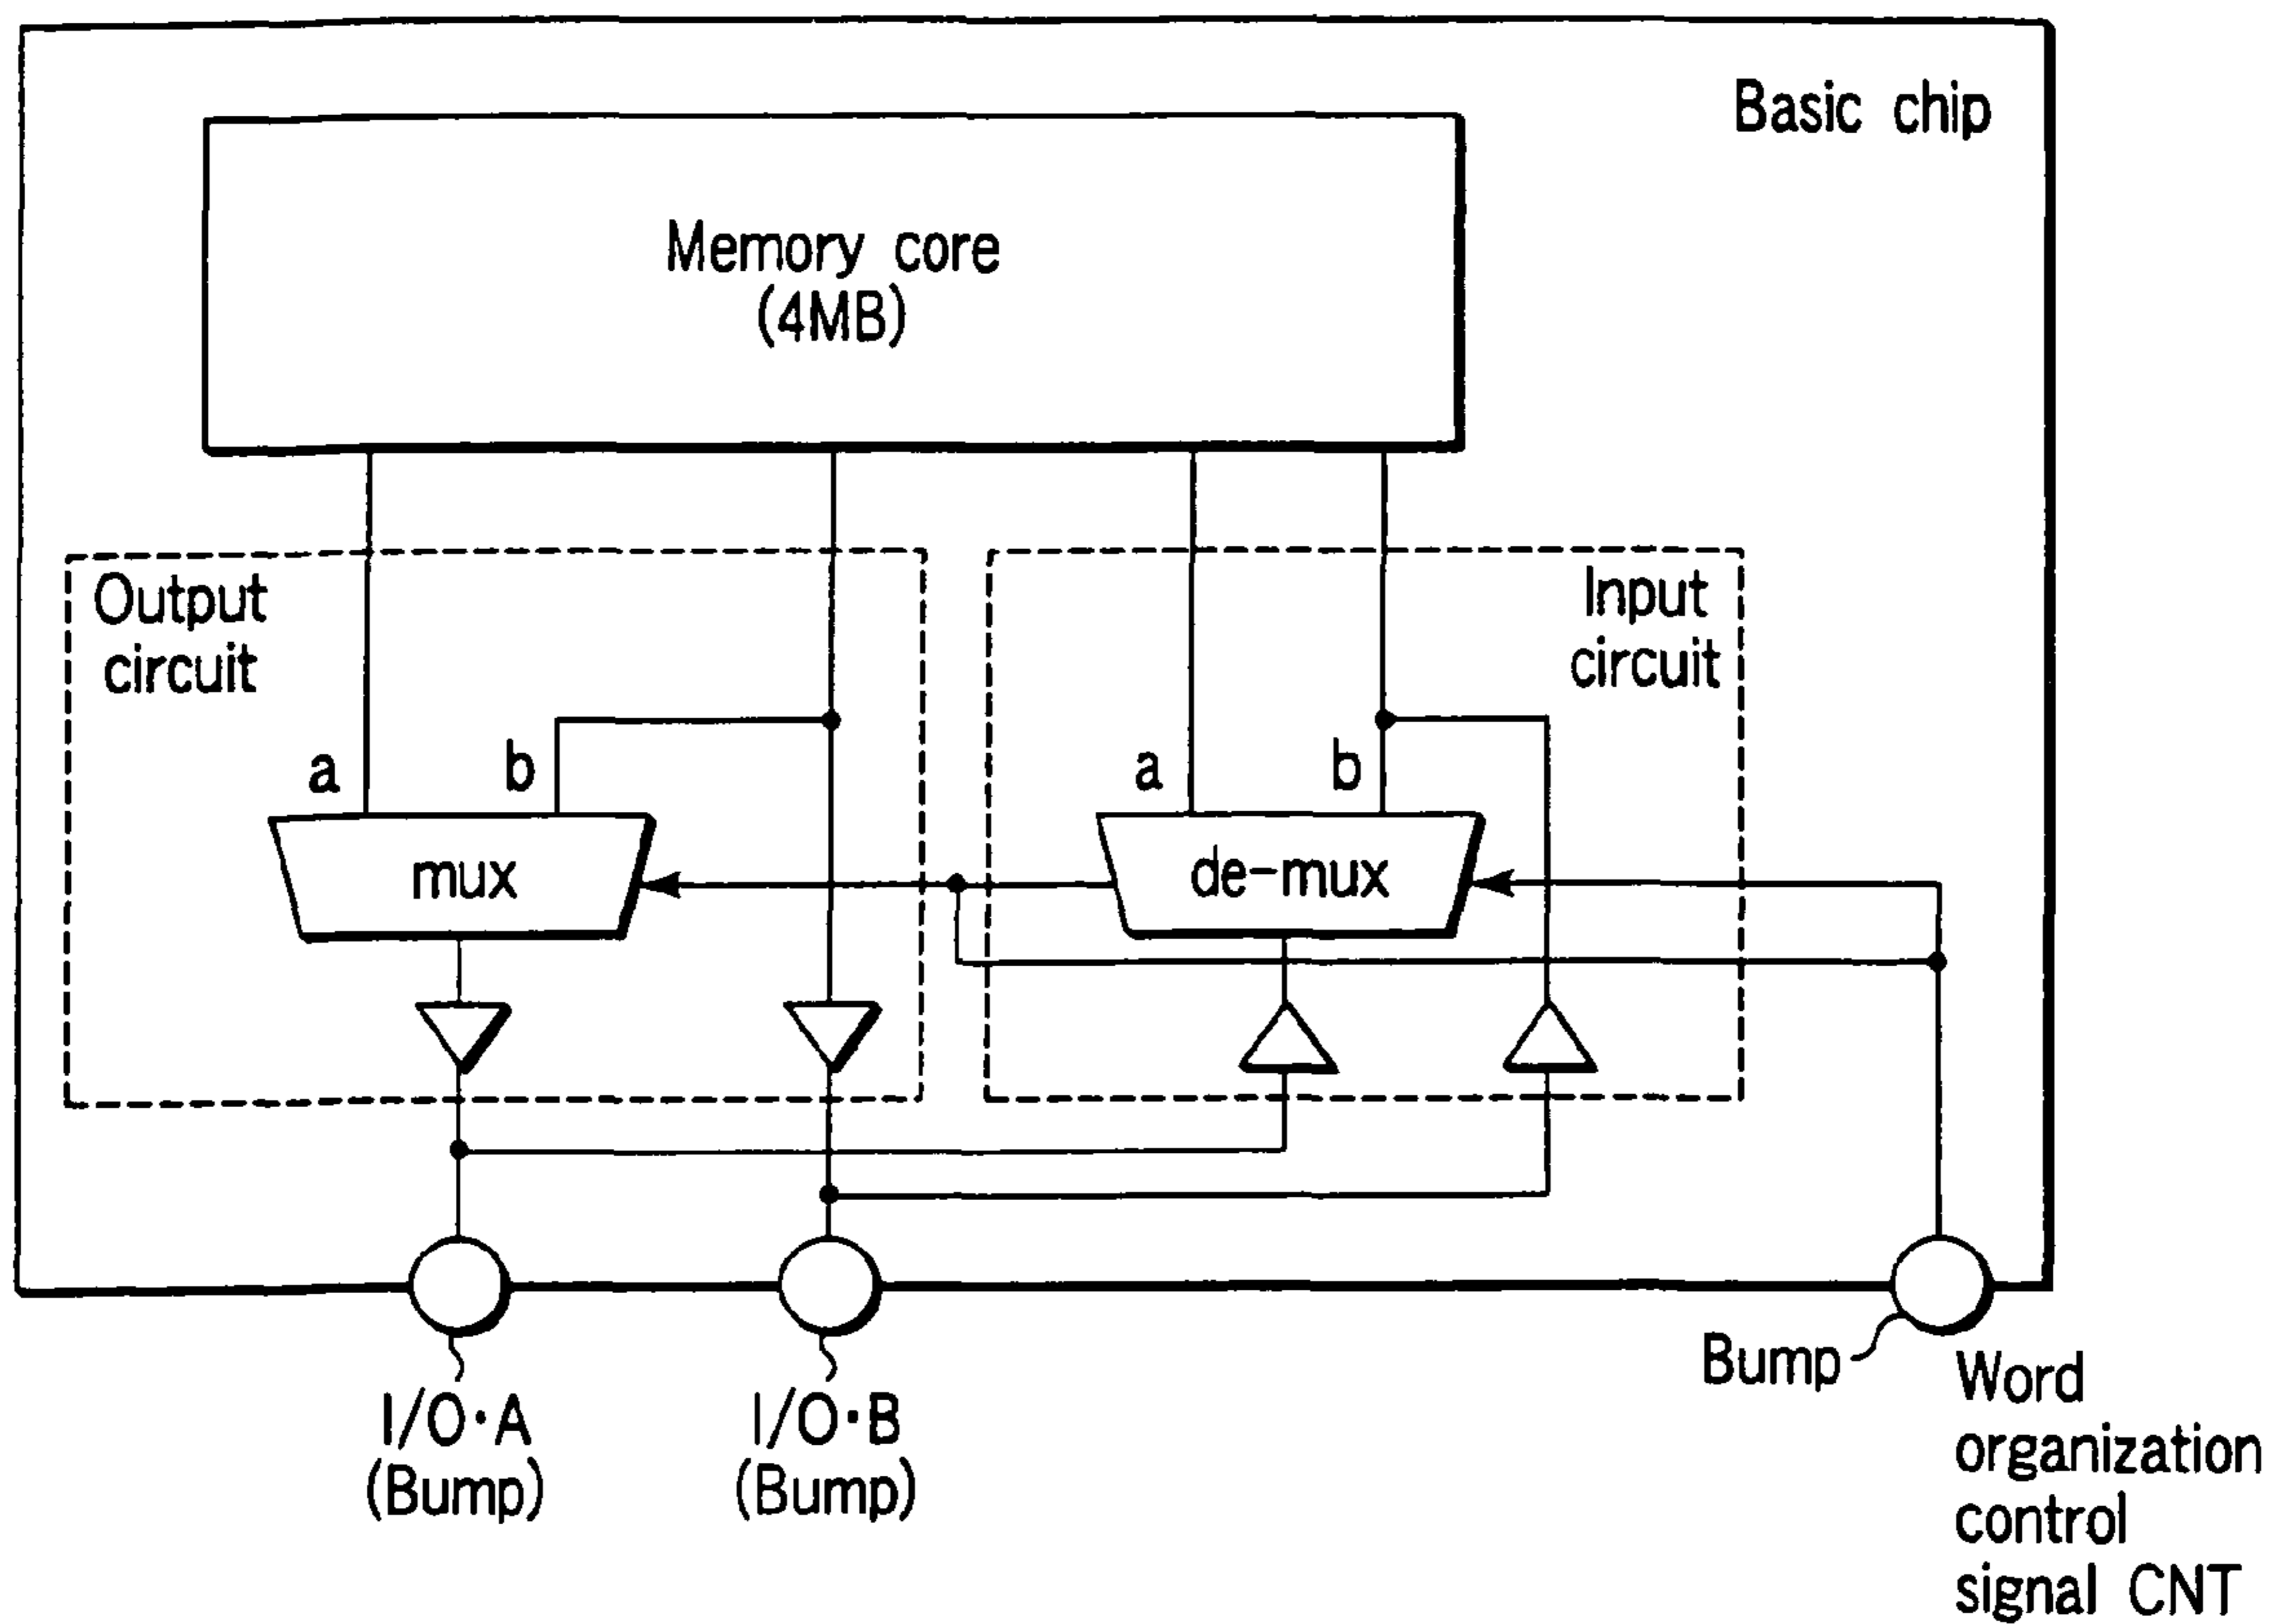 Basic chip
Memory core
(4MB)
Output
circuit
Input
circuit
a
b
a
b
mux
de-mux
I/O·A
(Bump)
I/O·B
(Bump)
Bump
Word
organization
control
signal CNT